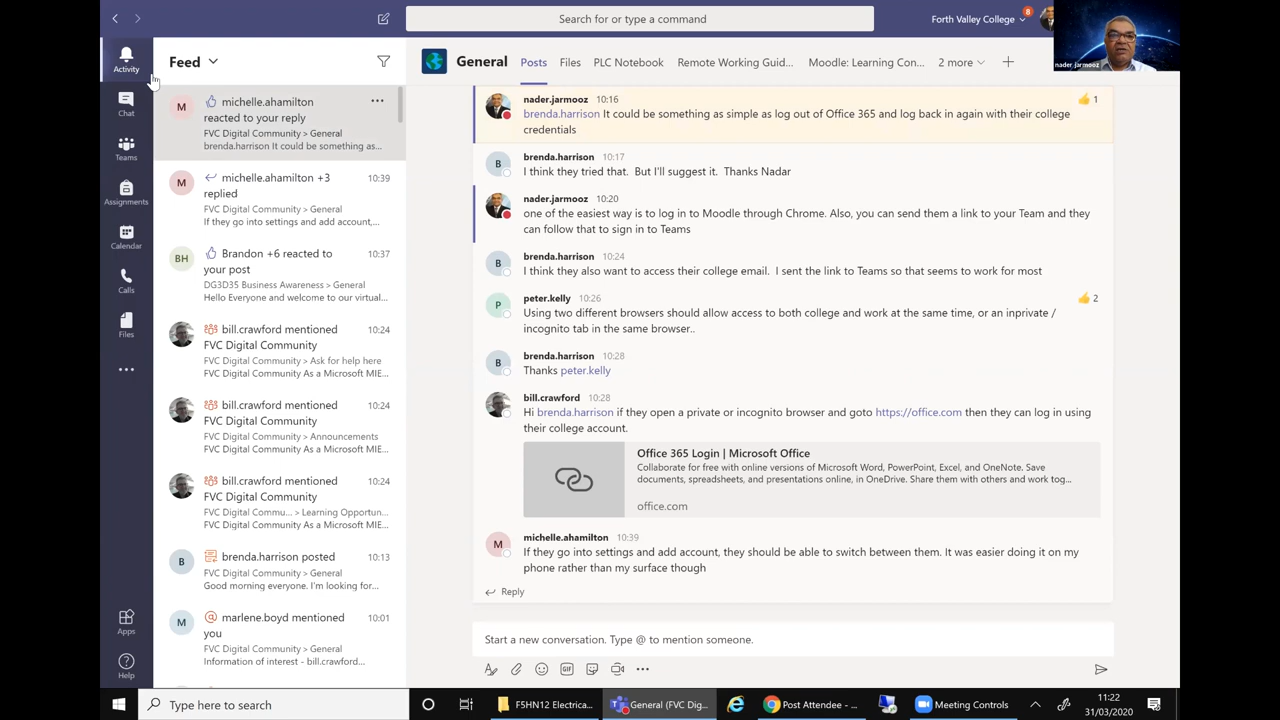 Search for or type a command
Forth Valley College
8
nader jarmooz
Activity
Chat
Teams
Assignments
Calendar
Calls
Files
Apps
Help
Feed
M
michelle.ahamilton
reacted to your reply
FVC Digital Community > General
brenda.harrison It could be something as...
M
michelle.ahamilton +3 10:39
replied
FVC Digital Community > General
If they go into settings and add account,...
BH
Brandon +6 reacted to 10:37
your post
DG3D35 Business Awareness > General
Hello Everyone and welcome to our virtual...
bill.crawford mentioned 10:24
FVC Digital Community
FVC Digital Community > Ask for help here
FVC Digital Community As a Microsoft MIE...
bill.crawford mentioned 10:24
FVC Digital Community
FVC Digital Community > Announcements
FVC Digital Community As a Microsoft MIE...
bill.crawford mentioned 10:24
FVC Digital Community
FVC Digital Commu... > Learning Opportun...
FVC Digital Community As a Microsoft MIE...
B
brenda.harrison posted 10:13
FVC Digital Community > General
Good morning everyone. I'm looking for...
M
marlene.boyd mentioned 10:01
you
FVC Digital Community > General
Information of interest - bill.crawford...
General Posts Files PLC Notebook Remote Working Guid... Moodle: Learning Con... 2 more
nader.jarmooz 10:16
1
brenda.harrison It could be something as simple as log out of Office 365 and log back in again with their college
credentials
B
brenda.harrison 10:17
I think they tried that. But I'll suggest it. Thanks Nadar
nader.jarmooz 10:20
one of the easiest way is to log in to Moodle through Chrome. Also, you can send them a link to your Team and they
can follow that to sign in to Teams
B
brenda.harrison 10:24
I think they also want to access their college email. I sent the link to Teams so that seems to work for most
P
peter.kelly 10:26
2
Using two different browsers should allow access to both college and work at the same time, or an inprivate /
incognito tab in the same browser..
B
brenda.harrison 10:28
Thanks peter.kelly
bill.crawford 10:28
Hi brenda.harrison if they open a private or incognito browser and goto https://office.com then they can log in using
their college account.
Office 365 Login | Microsoft Office
Collaborate for free with online versions of Microsoft Word, PowerPoint, Excel, and OneNote. Save
documents, spreadsheets, and presentations online, in OneDrive. Share them with others and work tog...
office.com
M
michelle.ahamilton 10:39
If they go into settings and add account, they should be able to switch between them. It was easier doing it on my
phone rather than my surface though
Reply
Start a new conversation. Type @ to mention someone.
GIF
Type here to search
F5HN12 Electrica...
General (FVC Dig...
Post Attendee - ...
Meeting Controls
11:22
31/03/2020